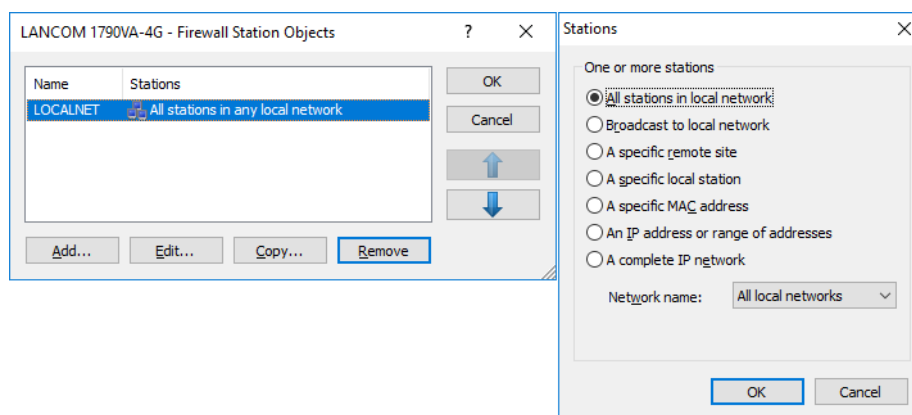 LANCOM 1790VA-4G - Firewall Station Objects
?
Name Stations
LOCALNET All stations in any local network
OK
Cancel
Add... Edit... Copy... Remove
Stations
One or more stations
All stations in local network
Broadcast to local network
A specific remote site
A specific local station
A specific MAC address
An IP address or range of addresses
A complete IP network
Network name: All local networks
OK Cancel